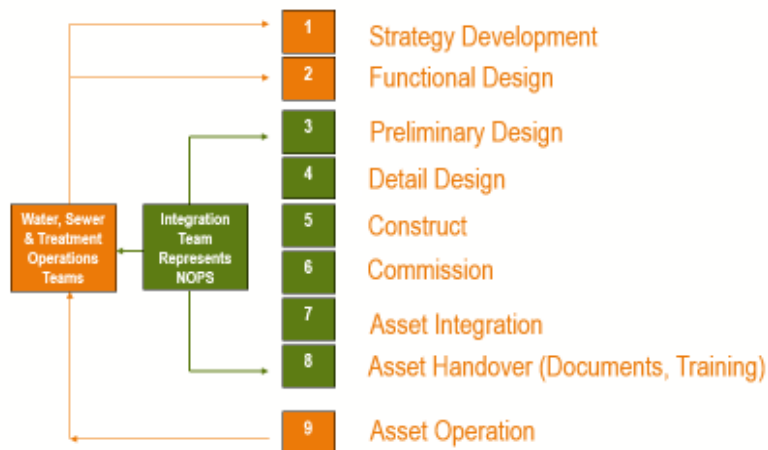 1 Strategy Development
2 Functional Design
3 Preliminary Design
4 Detail Design
Water, Sewer
& Treatment
Operations
Teams
Integration
Team
Represents
NOPS
5 Construct
6 Commission
7 Asset Integration
8 Asset Handover (Documents, Training)
9 Asset Operation